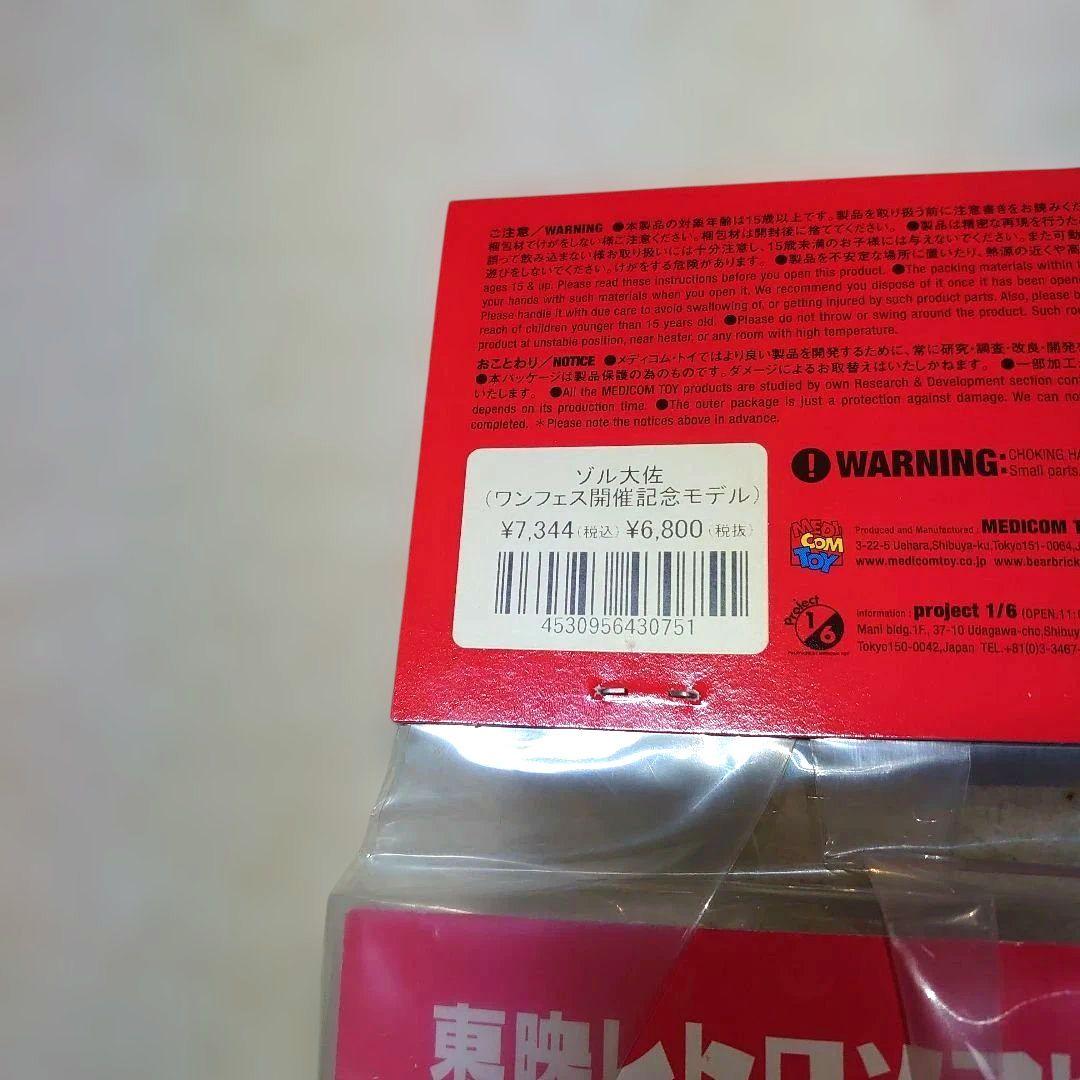 ご注意/WARNING ●本製品の対象年齢は15歳以上です。製品を取り扱う前に注意書きをお読みくだ
梱包材でけがをしない様ご注意ください。梱包材は開封後に捨ててください。 ●製品は精密な再現を行うた
誤って飲み込まない様お取り扱いには十分注意し、15歳未満のお子様には与えないでください。また可動
遊びをしないでください。けがをする危険があります。 ●製品を不安定な場所に置いたり、熱源の近くや高
ages 15 & up. Please read these instructions before you open this product. ●The packing materials within t
your hands with such materials when you open it. We recommend you dispose of it once it has been opene
Please handle it with due care to avoid swallowing of, or getting injured by such product parts. Also, please b
reach of children younger than 15 years old. ●Please do not throw or swing around the product. Such rou
product at unstable position, near heater, or any room with high temperature.
おことわり/NOTICE ●メディコム・トイではより良い製品を開発するために、常に研究・調査・改良・開発を
●本パッケージは製品保護の為のものです。ダメージによるお取替えはいたしかねます。 ●一部加工
いたします。 ●All the MEDICOM TOY products are studied by own Research & Development section con
depends on its production time. ●The outer package is just a protection against damage. We can no
completed. *Please note the notices above in advance.
ゾル大佐
(ワンフェス開催記念モデル)
¥7,344(税込) ¥6,800(税抜)
4530956430751
! WARNING: CHOKING HA
Small parts
MEDI COM TOY
Produced and Manufactured : MEDICOM T
3-22-5 Uehara,Shibuya-ku,Tokyo151-0064,J
www.medicomtoy.co.jp www.bearbrick
Project 1/6
Information : project 1/6 (OPEN:11:
Mani bldg.1F., 37-10 Udagawa-cho,Shibuy
Tokyo150-0042,Japan TEL.+81(0)3-3467-
東映レトロソフ